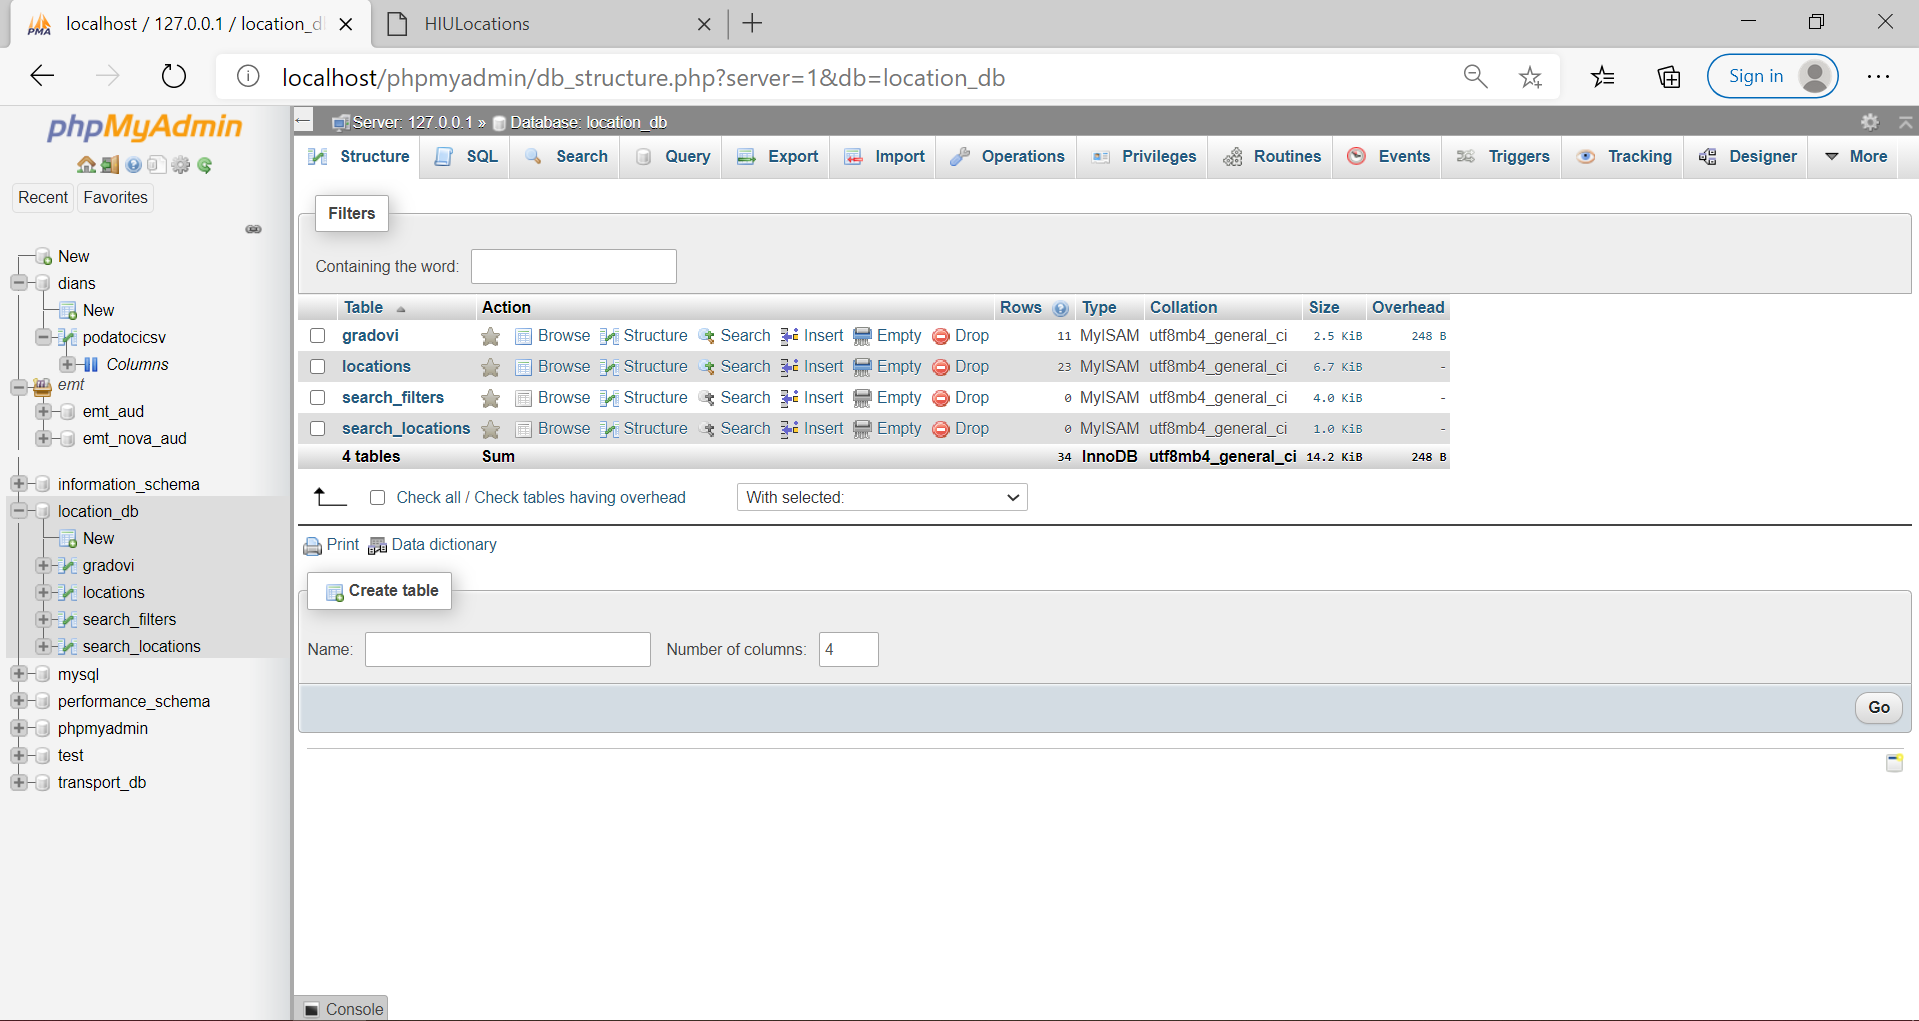 localhost / 127.0.0.1 / location_d
HIULocations
localhost/phpmyadmin/db_structure.php?server=1&db=location_db
Sign in
phpMyAdmin
Recent
Favorites
New
dians
New
podatocicsv
Columns
emt
emt_aud
emt_nova_aud
information_schema
location_db
New
gradovi
locations
search_filters
search_locations
mysql
performance_schema
phpmyadmin
test
transport_db
Server: 127.0.0.1 » Database: location_db
Structure SQL Search Query Export Import Operations Privileges Routines Events Triggers Tracking Designer More
Filters
Containing the word:
Table Action Rows Type Collation Size Overhead
gradovi Browse Structure Search Insert Empty Drop 11 MyISAM utf8mb4_general_ci 2.5 KiB 248 B
locations Browse Structure Search Insert Empty Drop 23 MyISAM utf8mb4_general_ci 6.7 KiB -
search_filters Browse Structure Search Insert Empty Drop 0 MyISAM utf8mb4_general_ci 4.0 KiB -
search_locations Browse Structure Search Insert Empty Drop 0 MyISAM utf8mb4_general_ci 1.0 KiB -
4 tables Sum 34 InnoDB utf8mb4_general_ci 14.2 KiB 248 B
Check all / Check tables having overhead With selected:
Print Data dictionary
Create table
Name: Number of columns: 4
Go
Console